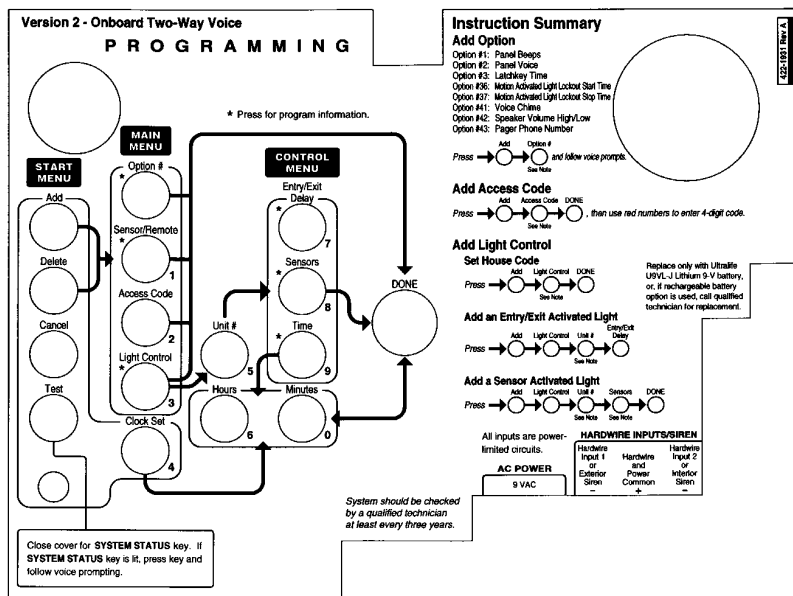 Version 2 - Onboard Two-Way Voice
PROGRAMMING
* Press for program information.
START
MENU
Add
Delete
Cancel
Test
MAIN
MENU
Option #
*
Sensor/Remote
*
1
Access Code
2
Light Control
*
3
Clock Set
4
Unit #
5
CONTROL
MENU
Entry/Exit
Delay
*
7
Sensors
*
8
Time
*
9
Hours
6
Minutes
0
DONE
Close cover for SYSTEM STATUS key. If
SYSTEM STATUS key is lit, press key and
follow voice prompting.
Instruction Summary
Add Option
Option #1: Panel Beeps
Option #2: Panel Voice
Option #3: Latchkey Time
Option #36: Motion Activated Light Lockout Start Time
Option #37: Motion Activated Light Lockout Stop Time
Option #41: Voice Chime
Option #42: Speaker Volume High/Low
Option #43: Pager Phone Number
Add Option #
Press and follow voice prompts.
See Note
Add Access Code
Add Access Code DONE
Press , then use red numbers to enter 4-digit code.
See Note
Add Light Control
Set House Code
Add Light Control DONE
Press
See Note
Add an Entry/Exit Activated Light
Add Light Control Unit # Entry/Exit
Delay
Press
See Note
Add a Sensor Activated Light
Add Light Control Unit # Sensors DONE
Press
See Note See Note
422-1931 Rev A
Replace only with Ultralife
U9VL-J Lithium 9-V battery,
or, if rechargeable battery
option is used, call qualified
technician for replacement.
All inputs are power-
limited circuits.
AC POWER
9 VAC
HARDWIRE INPUTS/SIREN
Hardwire
Input 1
or
Exterior
Siren
–
Hardwire
and
Power
Common
+
Hardwire
Input 2
or
Interior
Siren
–
System should be checked
by a qualified technician
at least every three years.